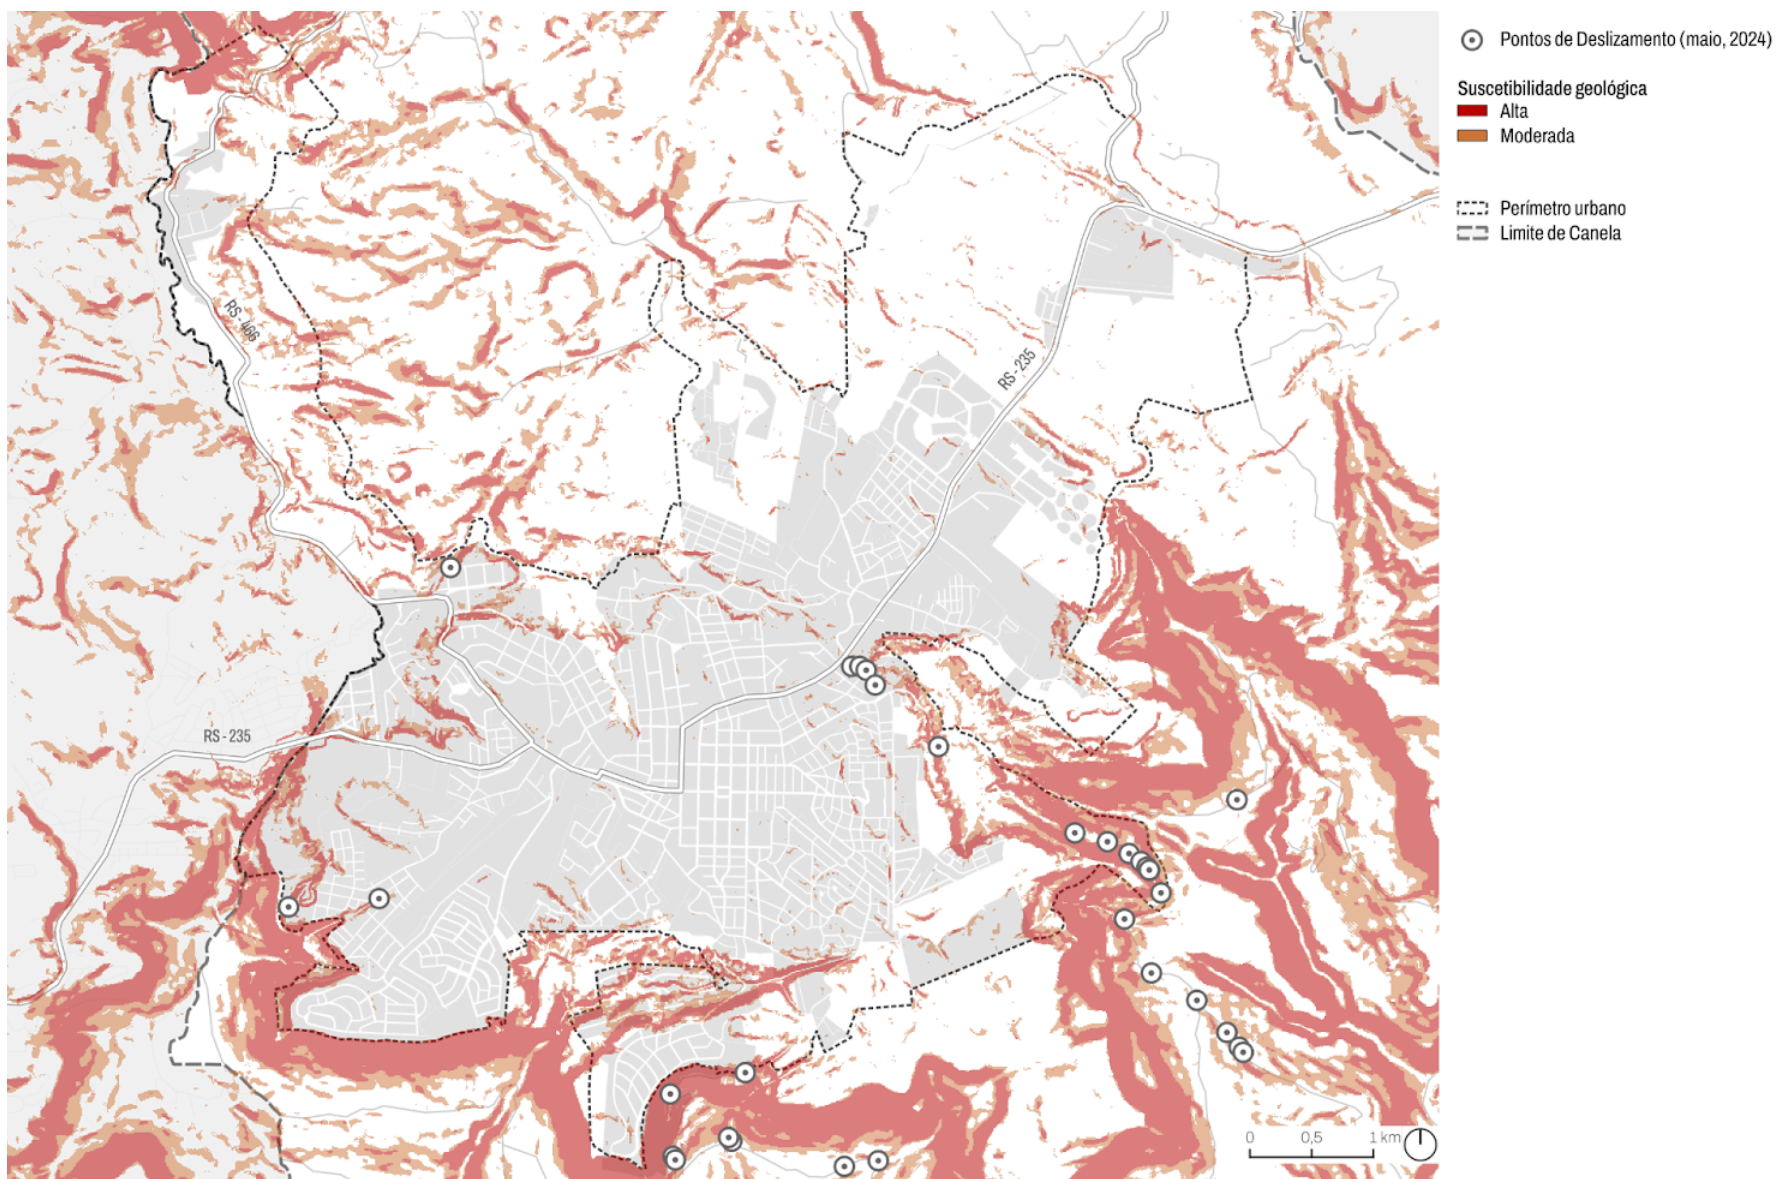 Pontos de Deslizamento (maio, 2024)
Suscetibilidade geológica
Alta
Moderada
Perímetro urbano
Limite de Canela
RS - 466
RS - 235
RS - 235
0 0,5 1 km